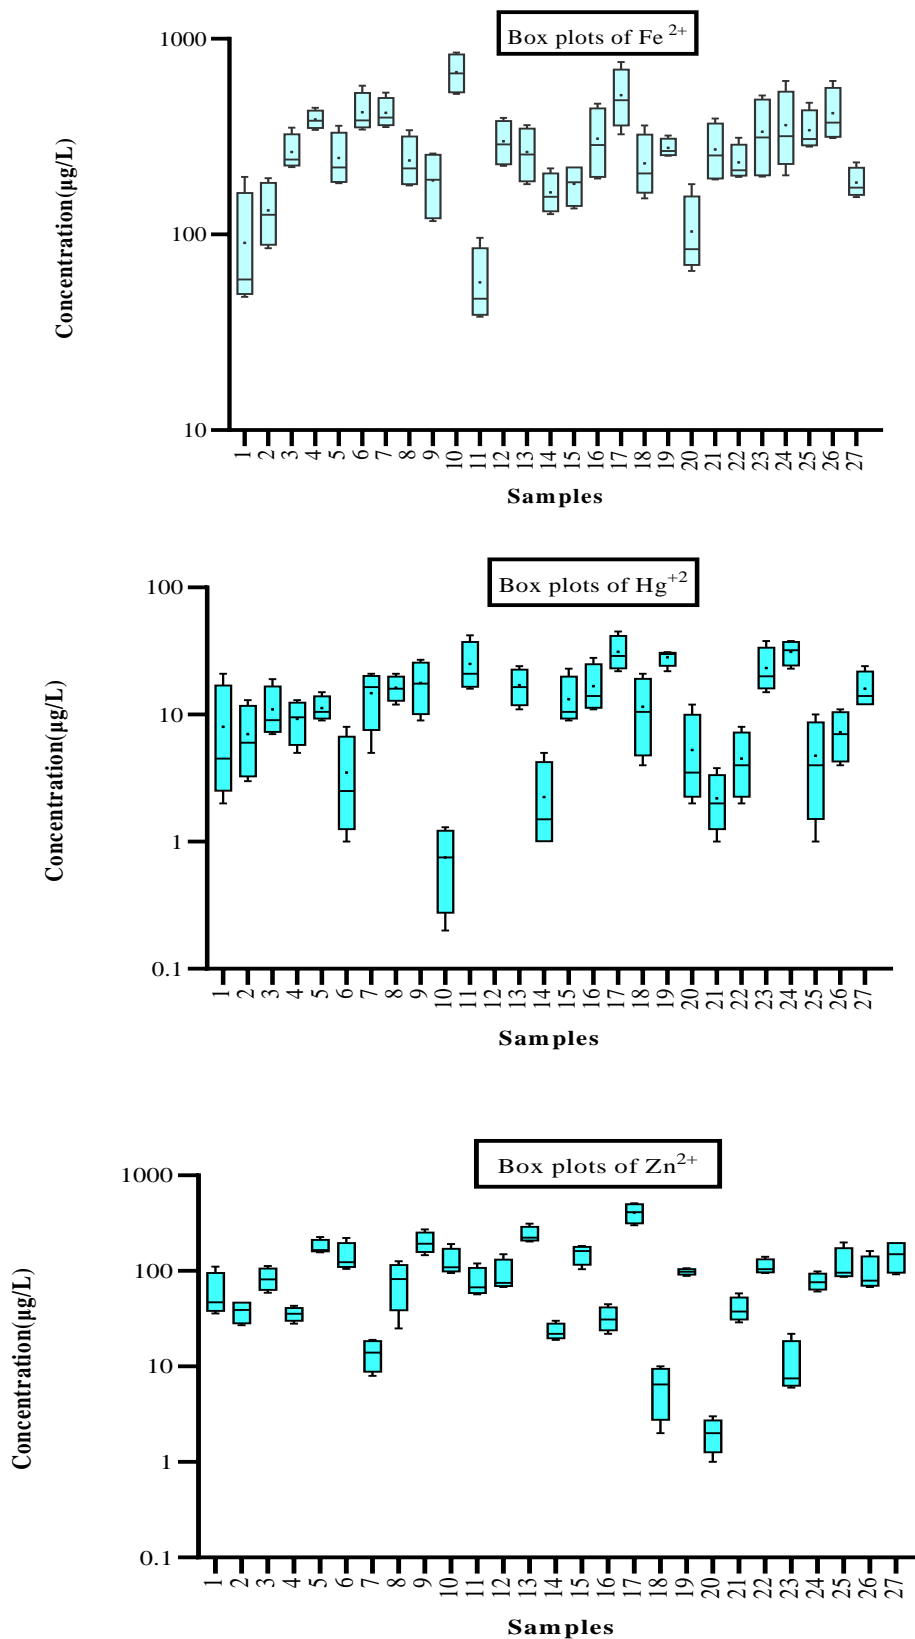 Box plots of Fe 2+
Concentration(µg/L)
1000
100
10
1 2 3 4 5 6 7 8 9 10 11 12 13 14 15 16 17 18 19 20 21 22 23 24 25 26 27
Samples
Box plots of Hg+2
Concentration(µg/L)
100
10
1
0.1
1 2 3 4 5 6 7 8 9 10 11 12 13 14 15 16 17 18 19 20 21 22 23 24 25 26 27
Samples
Box plots of Zn2+
Concentration(µg/L)
1000
100
10
1
0.1
1 2 3 4 5 6 7 8 9 10 11 12 13 14 15 16 17 18 19 20 21 22 23 24 25 26 27
Samples